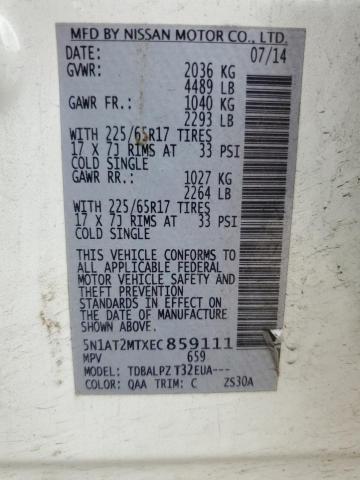 MFD BY NISSAN MOTOR CO., LTD.
DATE: 07/14
GVWR: 2036 KG
4489 LB
GAWR FR.: 1040 KG
2293 LB
WITH 225/65R17 TIRES
17 X 7J RIMS AT 33 PSI
COLD SINGLE
GAWR RR.: 1027 KG
2264 LB
WITH 225/65R17 TIRES
17 X 7J RIMS AT 33 PSI
COLD SINGLE
THIS VEHICLE CONFORMS TO
ALL APPLICABLE FEDERAL
MOTOR VEHICLE SAFETY AND
THEFT PREVENTION
STANDARDS IN EFFECT ON
THE DATE OF MANUFACTURE
SHOWN ABOVE.
5N1AT2MTXEC859111
MPV 659
MODEL: TDBALPZ T32EUA---
COLOR: QAA TRIM: C ZS30A